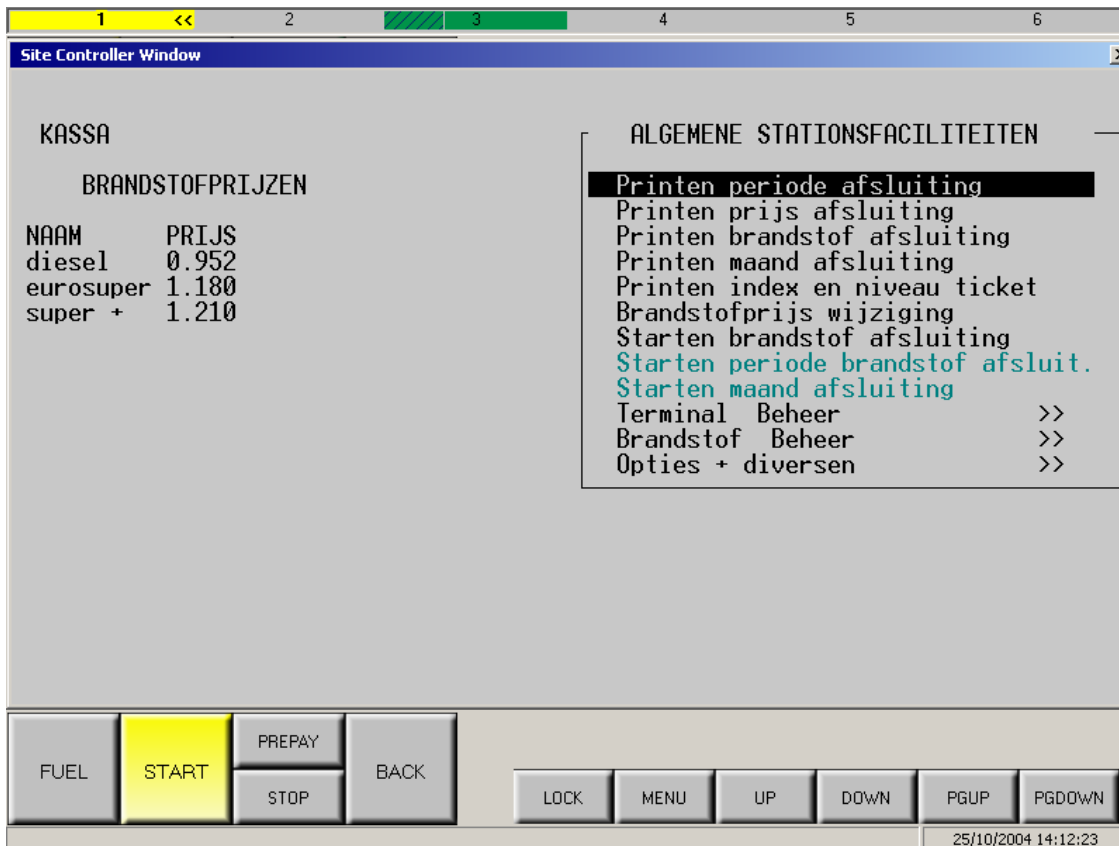 1 << 2 3 4 5 6
Site Controller Window
KASSA
BRANDSTOFPRIJZEN
NAAM PRIJS
diesel 0.952
eurosuper 1.180
super + 1.210
ALGEMENE STATIONSFACILITEITEN
Printen periode afsluiting
Printen prijs afsluiting
Printen brandstof afsluiting
Printen maand afsluiting
Printen index en niveau ticket
Brandstofprijs wijziging
Starten brandstof afsluiting
Starten periode brandstof afsluit.
Starten maand afsluiting
Terminal Beheer >>
Brandstof Beheer >>
Opties + diversen >>
FUEL START PREPAY STOP BACK
LOCK MENU UP DOWN PGUP PGDOWN
25/10/2004 14:12:23